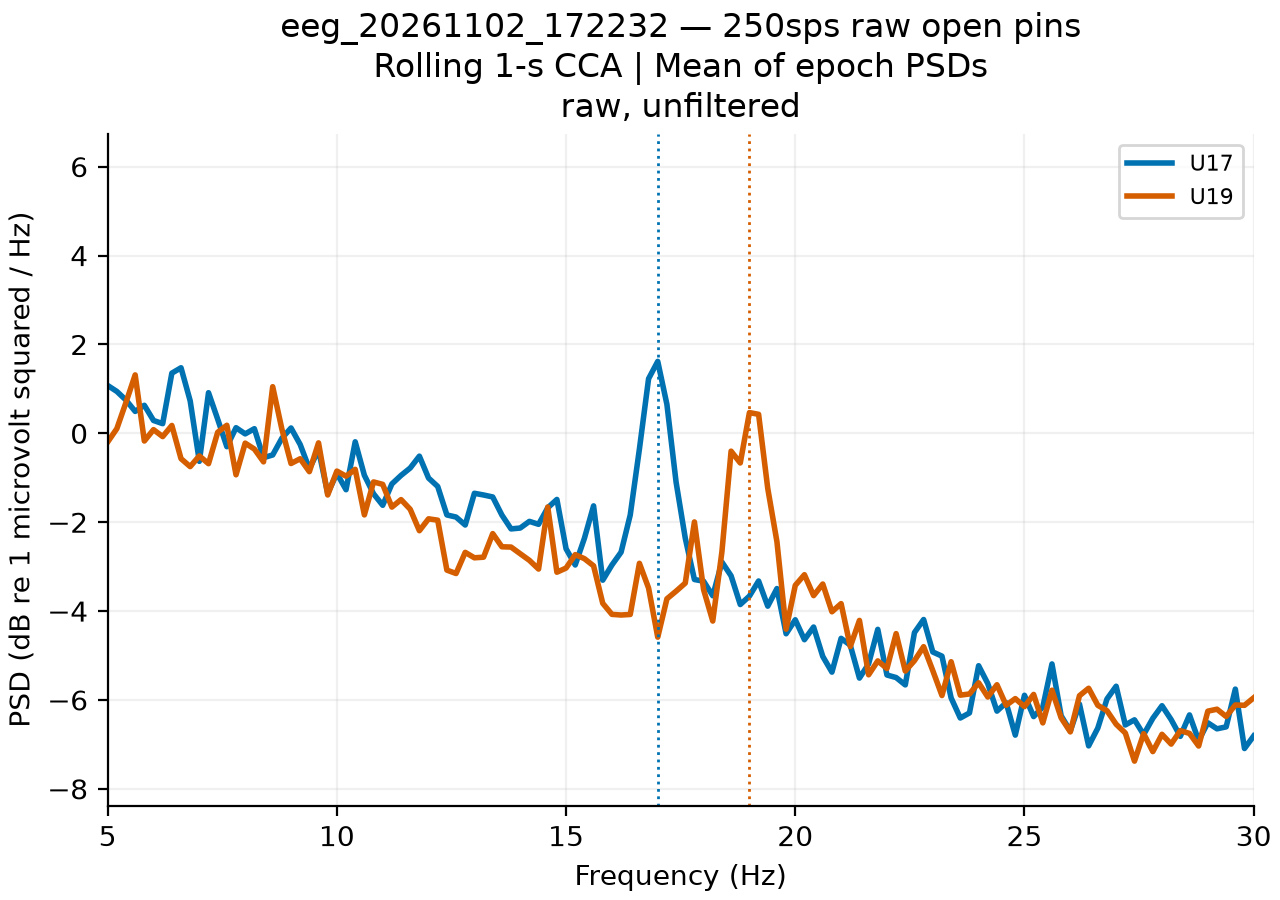 eeg_20261102_172232 — 250sps raw open pins
Rolling 1-s CCA | Mean of epoch PSDs
raw, unfiltered
U17
U19
PSD (dB re 1 microvolt squared / Hz)
6
4
2
0
−2
−4
−6
−8
5
10
15
20
25
30
Frequency (Hz)